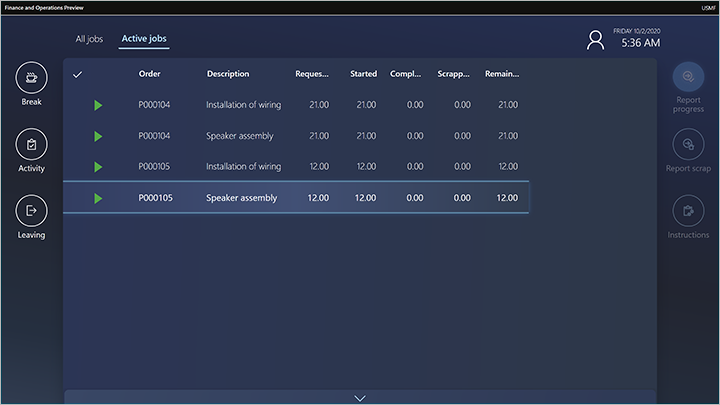 Finance and Operations Preview USMF
All jobs Active jobs
FRIDAY 10/2/2020
5:36 AM
Order Description Reques... Started Compl... Scrapp... Remain...
P000104 Installation of wiring 21.00 21.00 0.00 0.00 21.00
P000104 Speaker assembly 21.00 21.00 0.00 0.00 21.00
P000105 Installation of wiring 12.00 12.00 0.00 0.00 12.00
P000105 Speaker assembly 12.00 12.00 0.00 0.00 12.00
Break
Activity
Leaving
Report
progress
Report scrap
Instructions